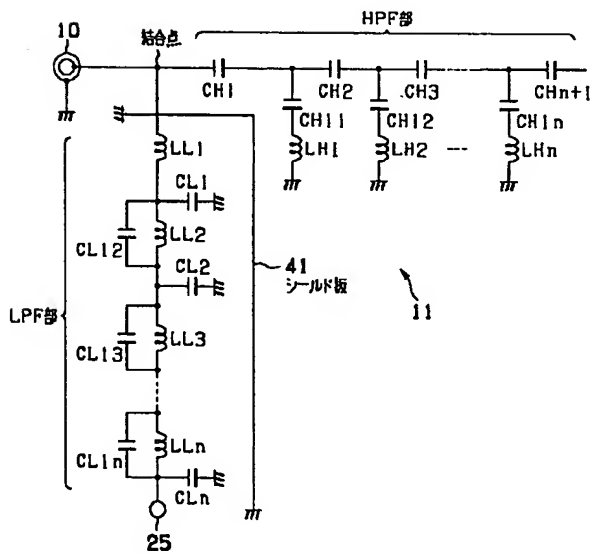 HPF部
10
結合点
CH1
CH2
CH3
CHn+1
CH11
CH12
CH1n
LH1
LH2
---
LHn
LL1
CL1
CL12
LL2
CL2
41
シールド板
11
LPF部
CL13
LL3
CL1n
LLn
CLn
25